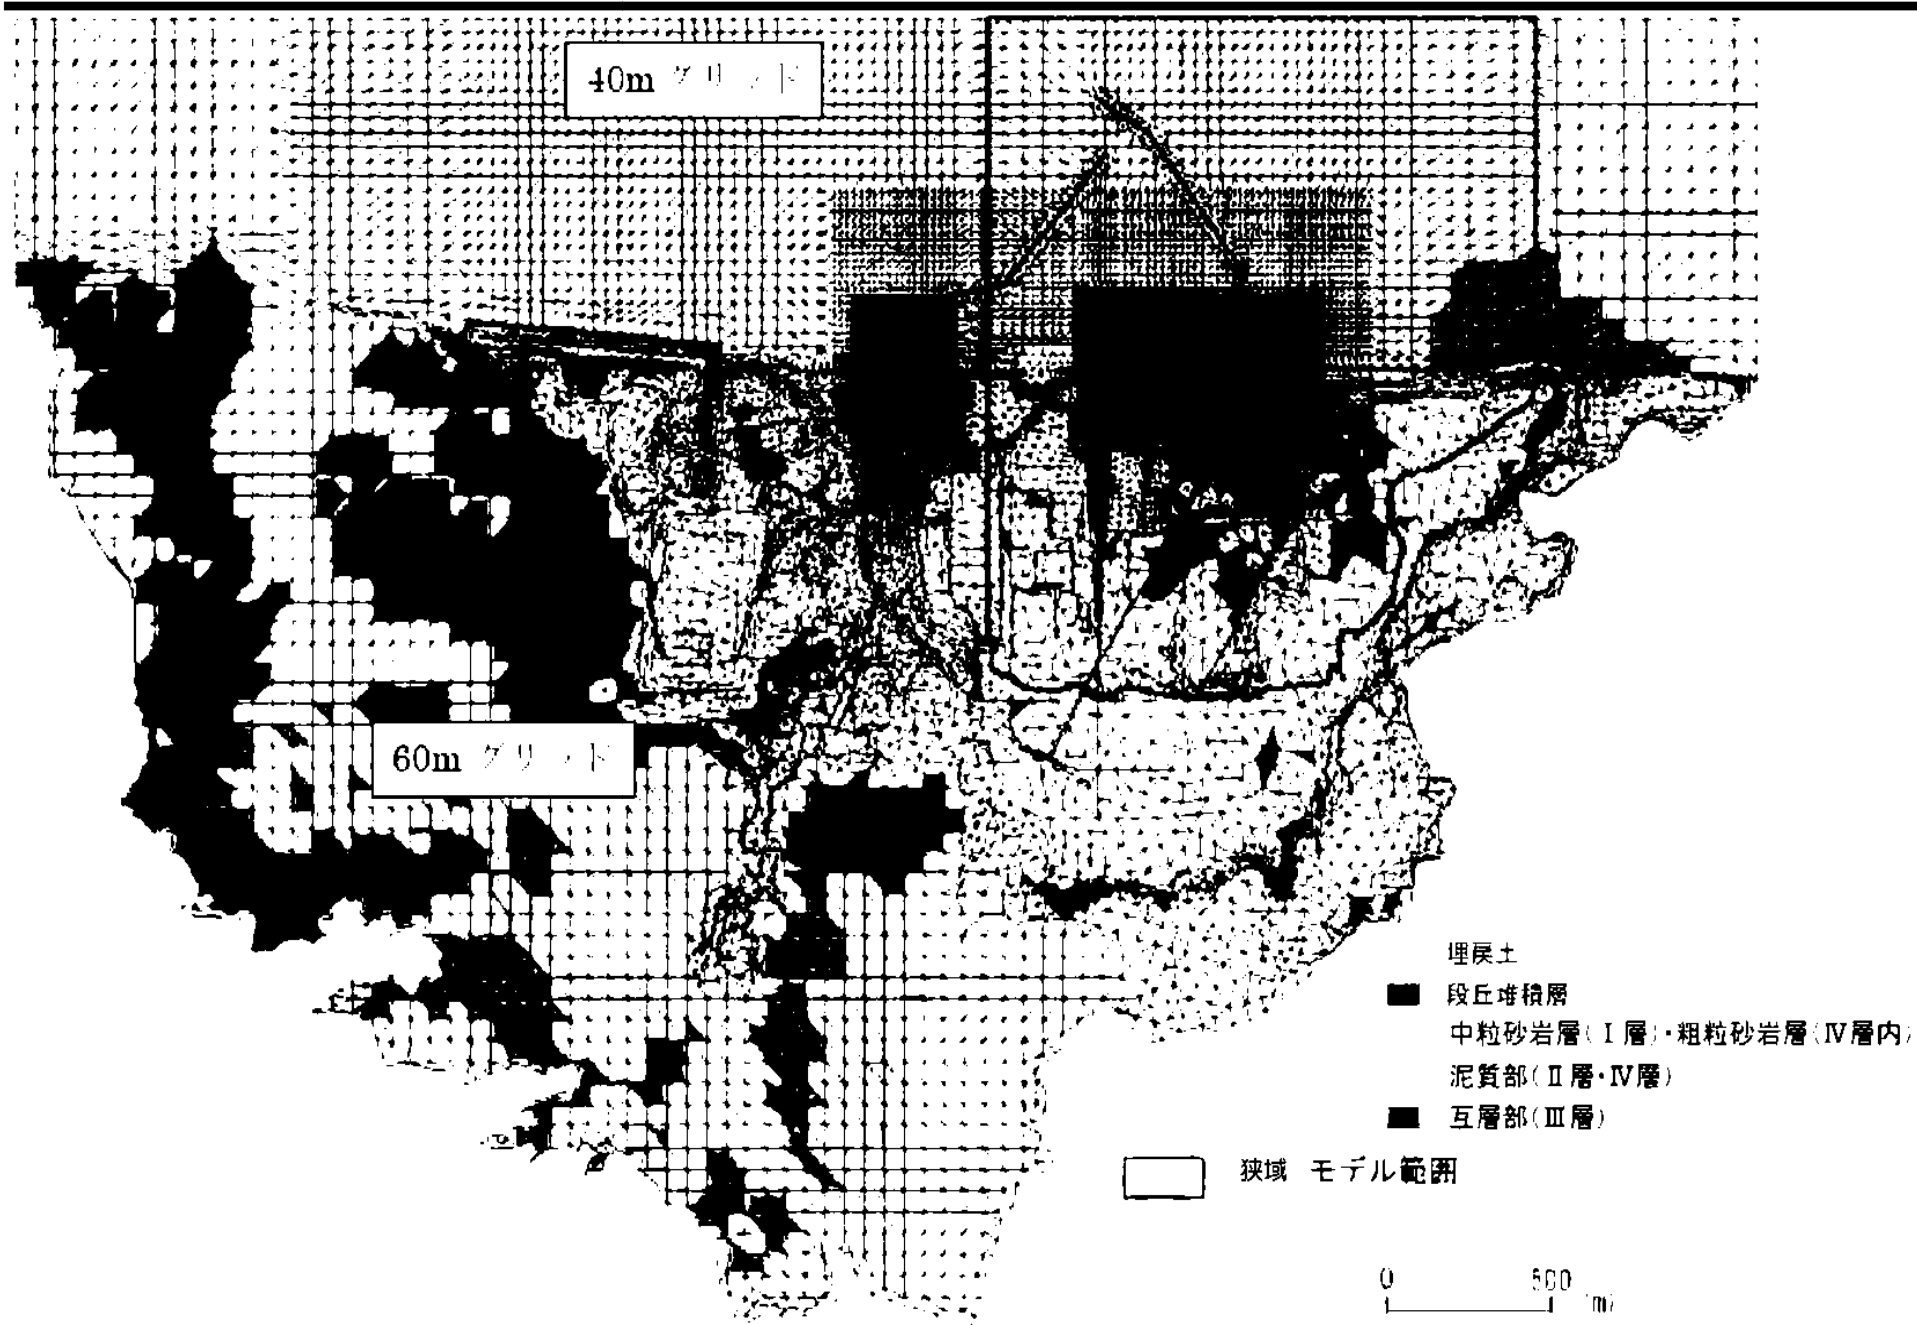 40m グリッド
60m グリッド
埋戻土
段丘堆積層
中粒砂岩層(Ⅰ層)・粗粒砂岩層(Ⅳ層内)
泥質部(Ⅱ層・Ⅳ層)
互層部(Ⅲ層)
狭域 モデル範囲
0 500 (m)